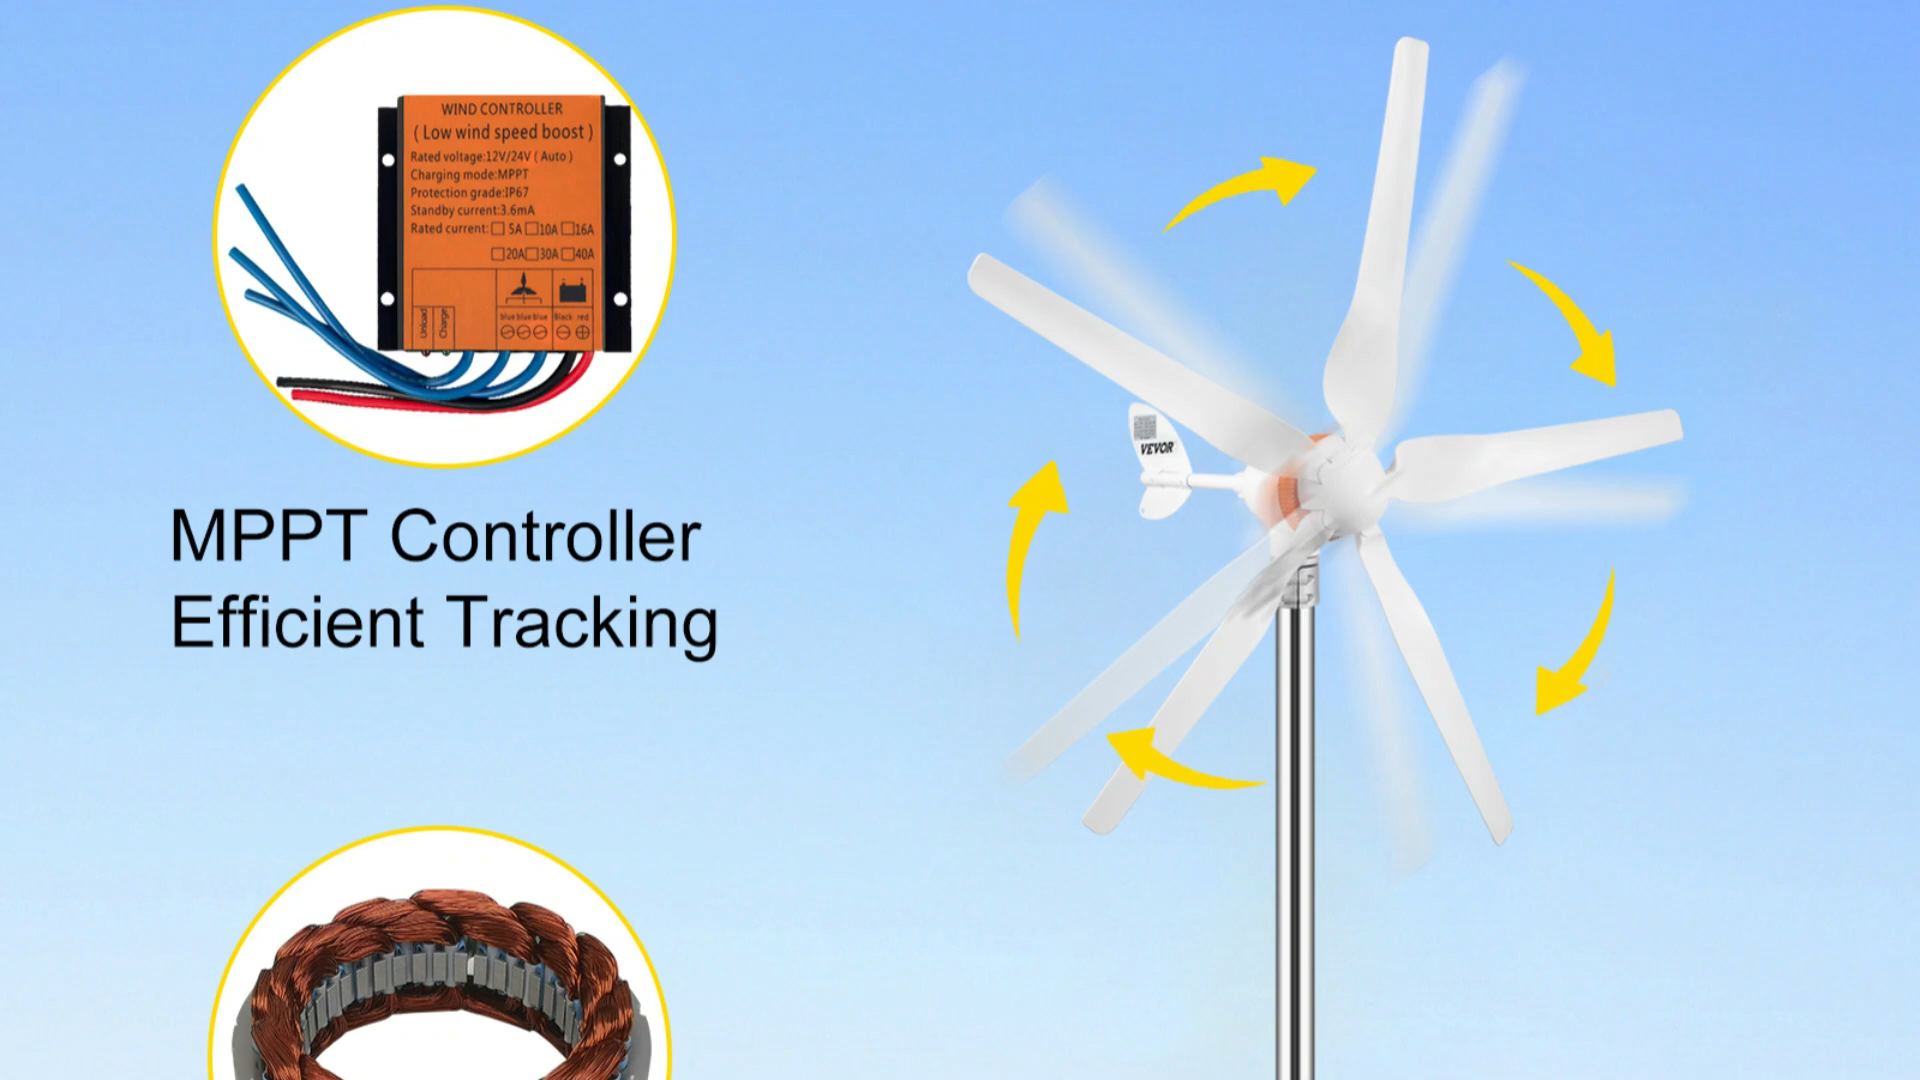 WIND CONTROLLER
( Low wind speed boost )
Rated voltage:12V/24V ( Auto )
Charging mode:MPPT
Protection grade:IP67
Standby current:3.6mA
Rated current: 5A 10A 16A
20A 30A 40A
Unload
Charge
blue blue blue
Black red
VEVOR
MPPT Controller
Efficient Tracking